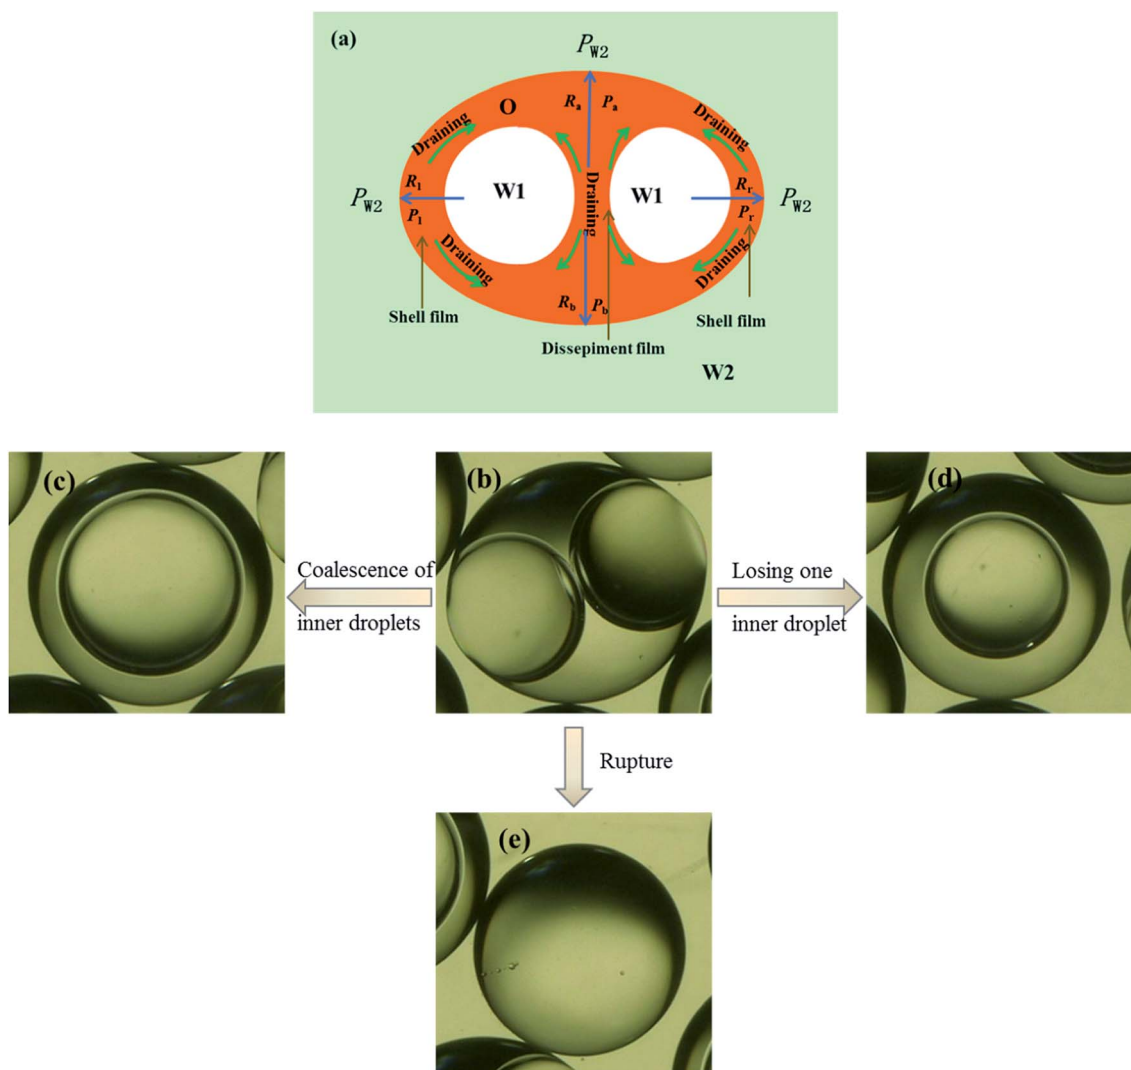 (a)
P_W2
O
R_a P_a
Draining
Draining
R_l
W1
Draining
W1
R_r
P_W2
P_W2
P_l
P_r
Draining
Draining
R_b P_b
Shell film
Shell film
Dissepiment film
W2
(c)
(b)
(d)
Coalescence of
inner droplets
Losing one
inner droplet
Rupture
(e)